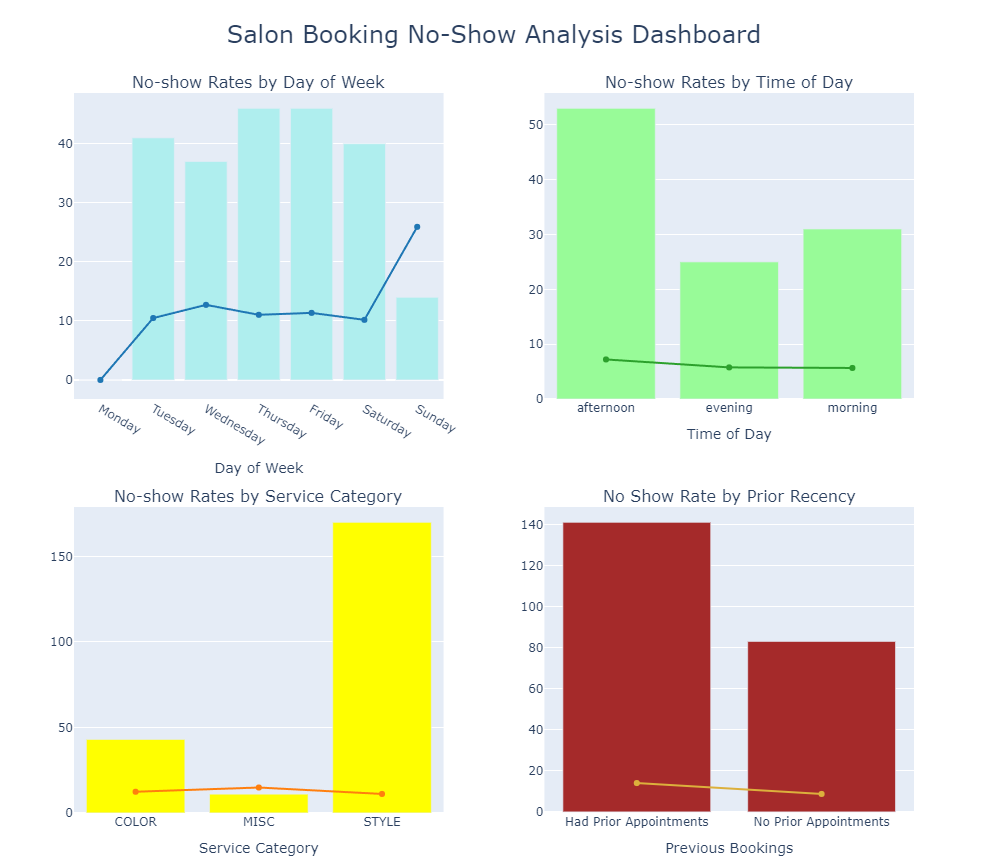 Salon Booking No-Show Analysis Dashboard
No-show Rates by Day of Week
40
30
20
10
0
Monday
Tuesday
Wednesday
Thursday
Friday
Saturday
Sunday
Day of Week
No-show Rates by Time of Day
50
40
30
20
10
0
afternoon
evening
morning
Time of Day
No-show Rates by Service Category
150
100
50
0
COLOR
MISC
STYLE
Service Category
No Show Rate by Prior Recency
140
120
100
80
60
40
20
0
Had Prior Appointments
No Prior Appointments
Previous Bookings